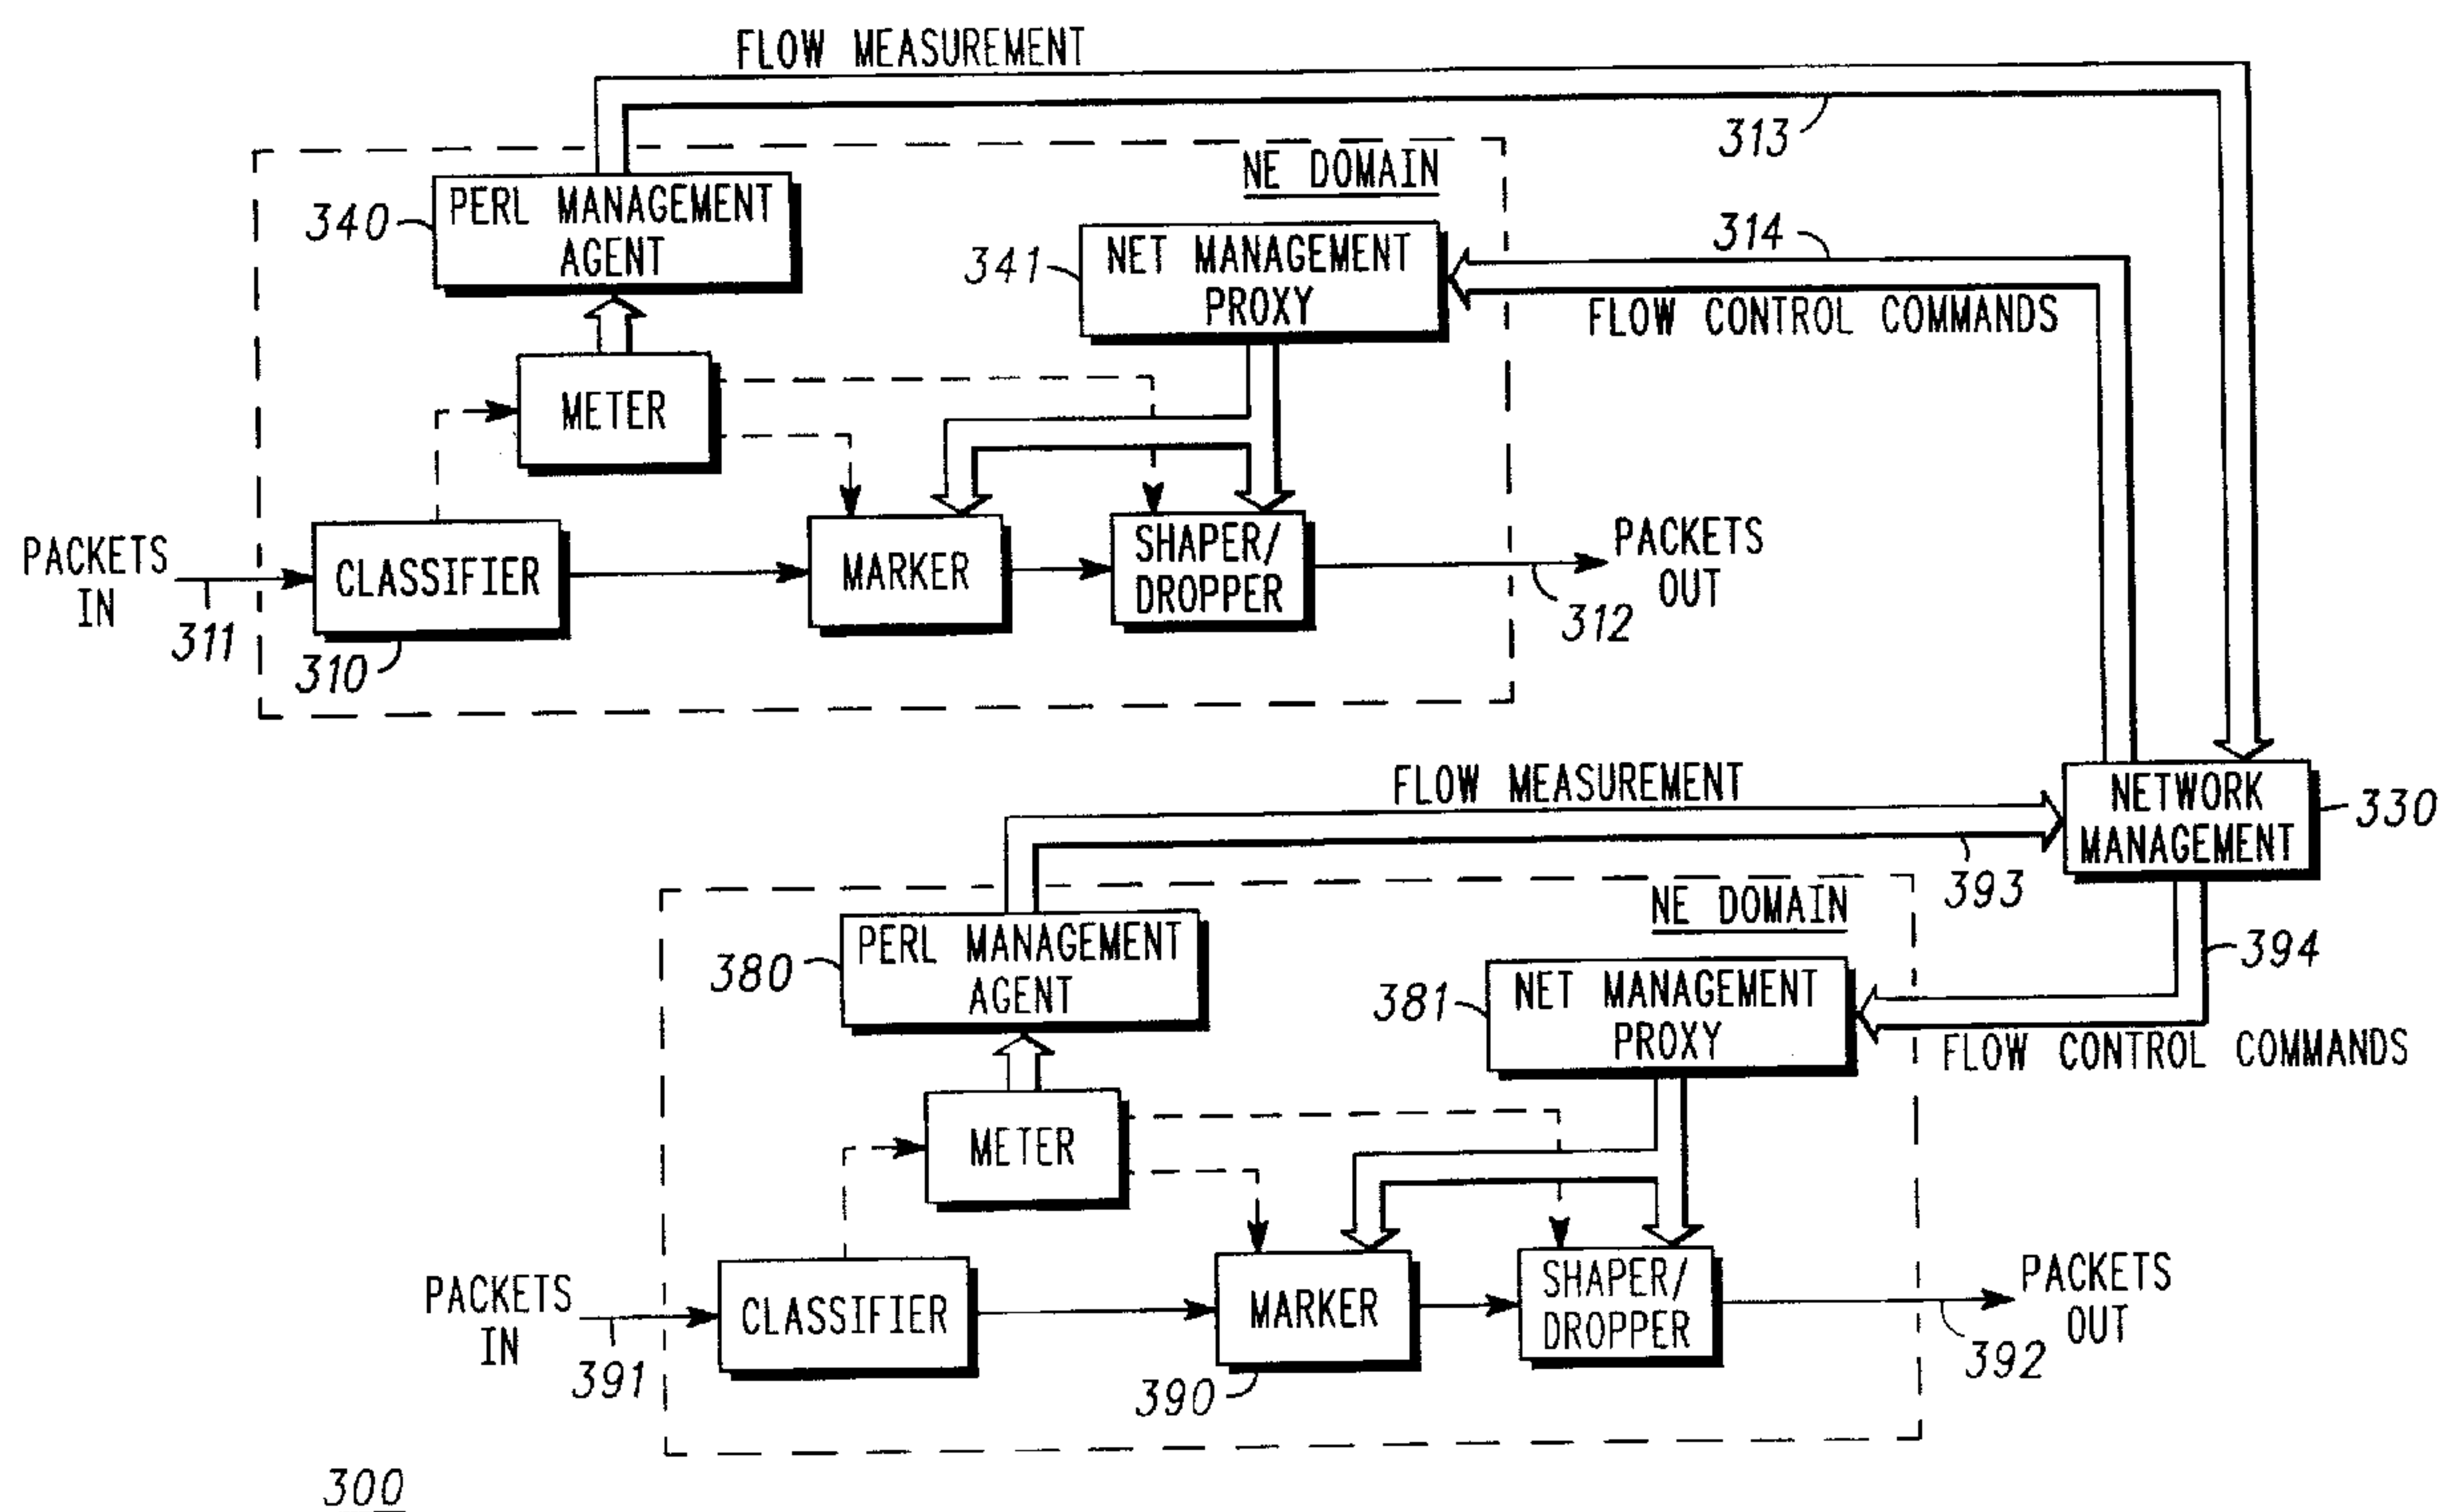 FLOW MEASUREMENT
313
NE DOMAIN
PERL MANAGEMENT
AGENT
340
314
341
NET MANAGEMENT
PROXY
FLOW CONTROL COMMANDS
METER
PACKETS
IN
311
CLASSIFIER
310
MARKER
SHAPER/
DROPPER
PACKETS
OUT
312
FLOW MEASUREMENT
NETWORK
MANAGEMENT
330
393
NE DOMAIN
PERL MANAGEMENT
AGENT
380
394
381
NET MANAGEMENT
PROXY
FLOW CONTROL COMMANDS
METER
PACKETS
IN
391
CLASSIFIER
MARKER
390
SHAPER/
DROPPER
PACKETS
OUT
392
300